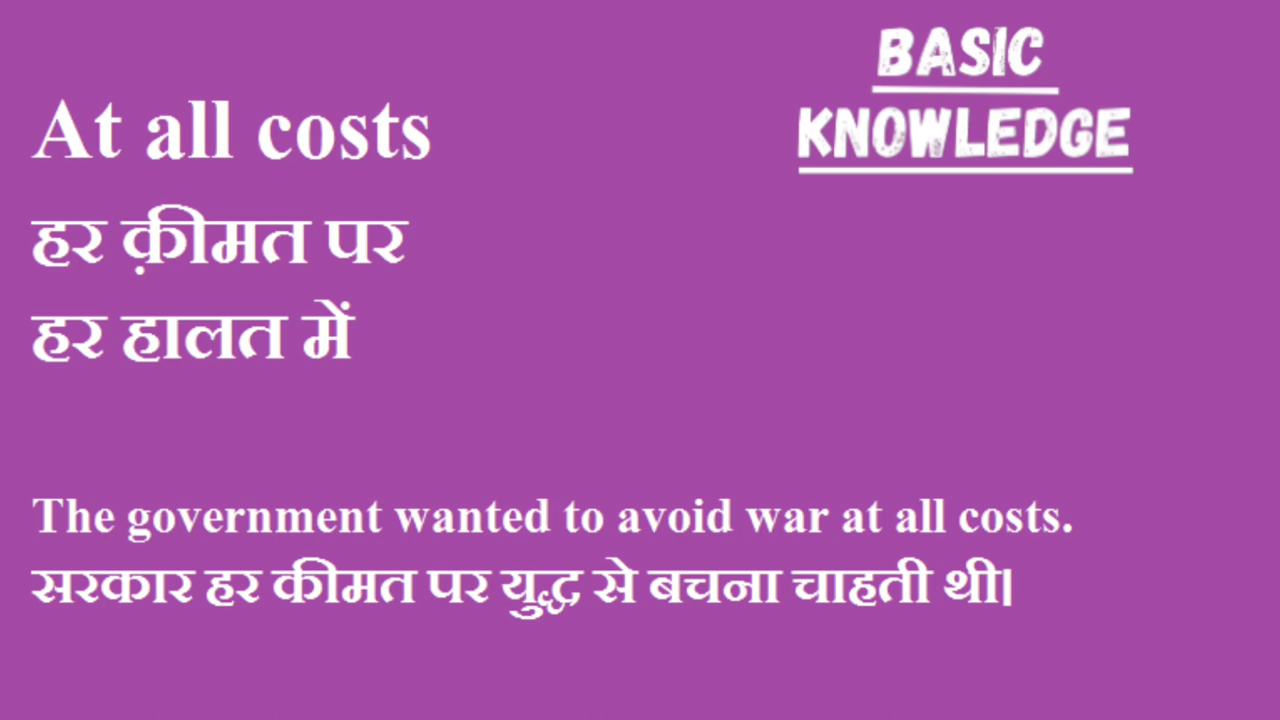 BASIC
KNOWLEDGE
At all costs
हर क़ीमत पर
हर हालत में
The government wanted to avoid war at all costs.
सरकार हर कीमत पर युद्ध से बचना चाहती थी।